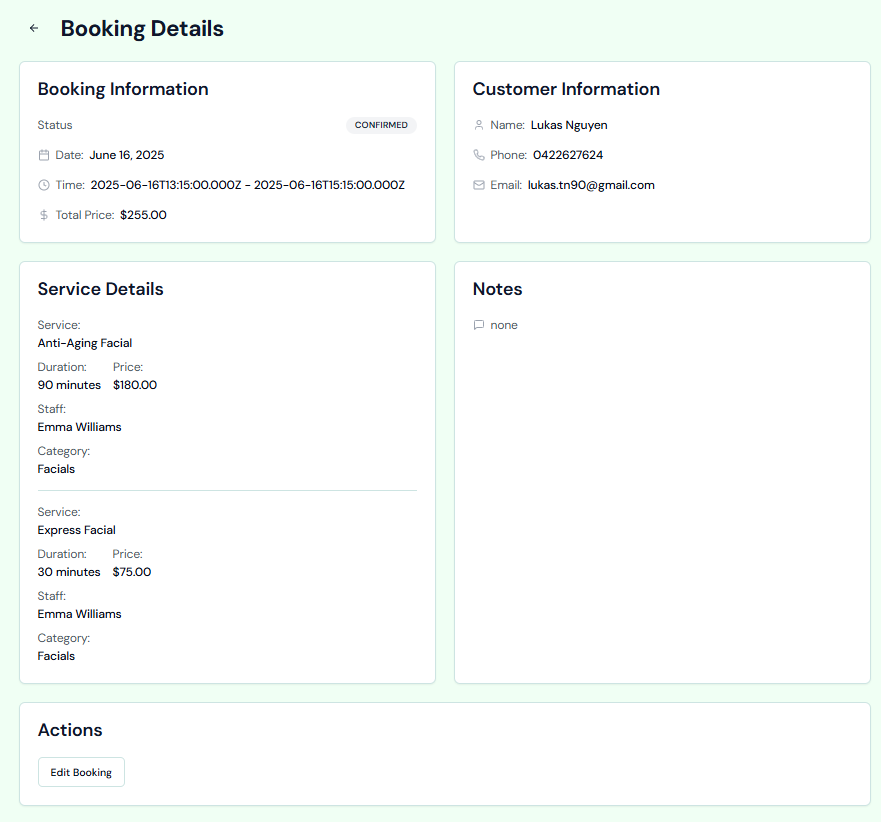 Booking Details
Booking Information
Status
CONFIRMED
Date: June 16, 2025
Time: 2025-06-16T13:15:00.000Z - 2025-06-16T15:15:00.000Z
Total Price: $255.00
Customer Information
Name: Lukas Nguyen
Phone: 0422627624
Email: lukas.tn90@gmail.com
Service Details
Service:
Anti-Aging Facial
Duration: Price:
90 minutes $180.00
Staff:
Emma Williams
Category:
Facials
Service:
Express Facial
Duration: Price:
30 minutes $75.00
Staff:
Emma Williams
Category:
Facials
Notes
none
Actions
Edit Booking